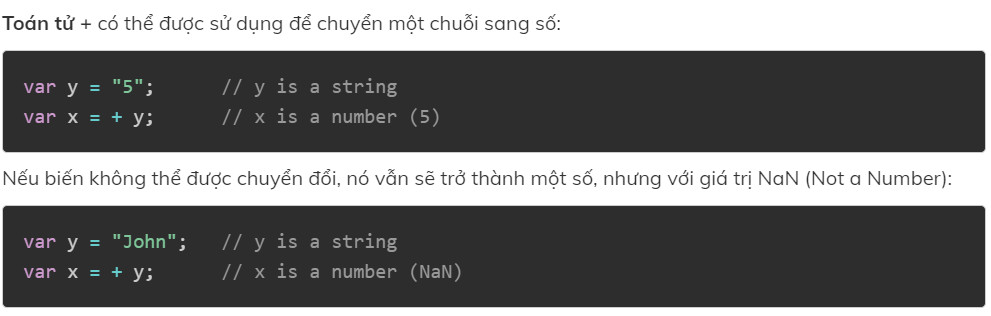 Toán tử + có thể được sử dụng để chuyển một chuỗi sang số:
var y = "5";      // y is a string
var x = + y;      // x is a number (5)
Nếu biến không thể được chuyển đổi, nó vẫn sẽ trở thành một số, nhưng với giá trị NaN (Not a Number):
var y = "John";   // y is a string
var x = + y;      // x is a number (NaN)